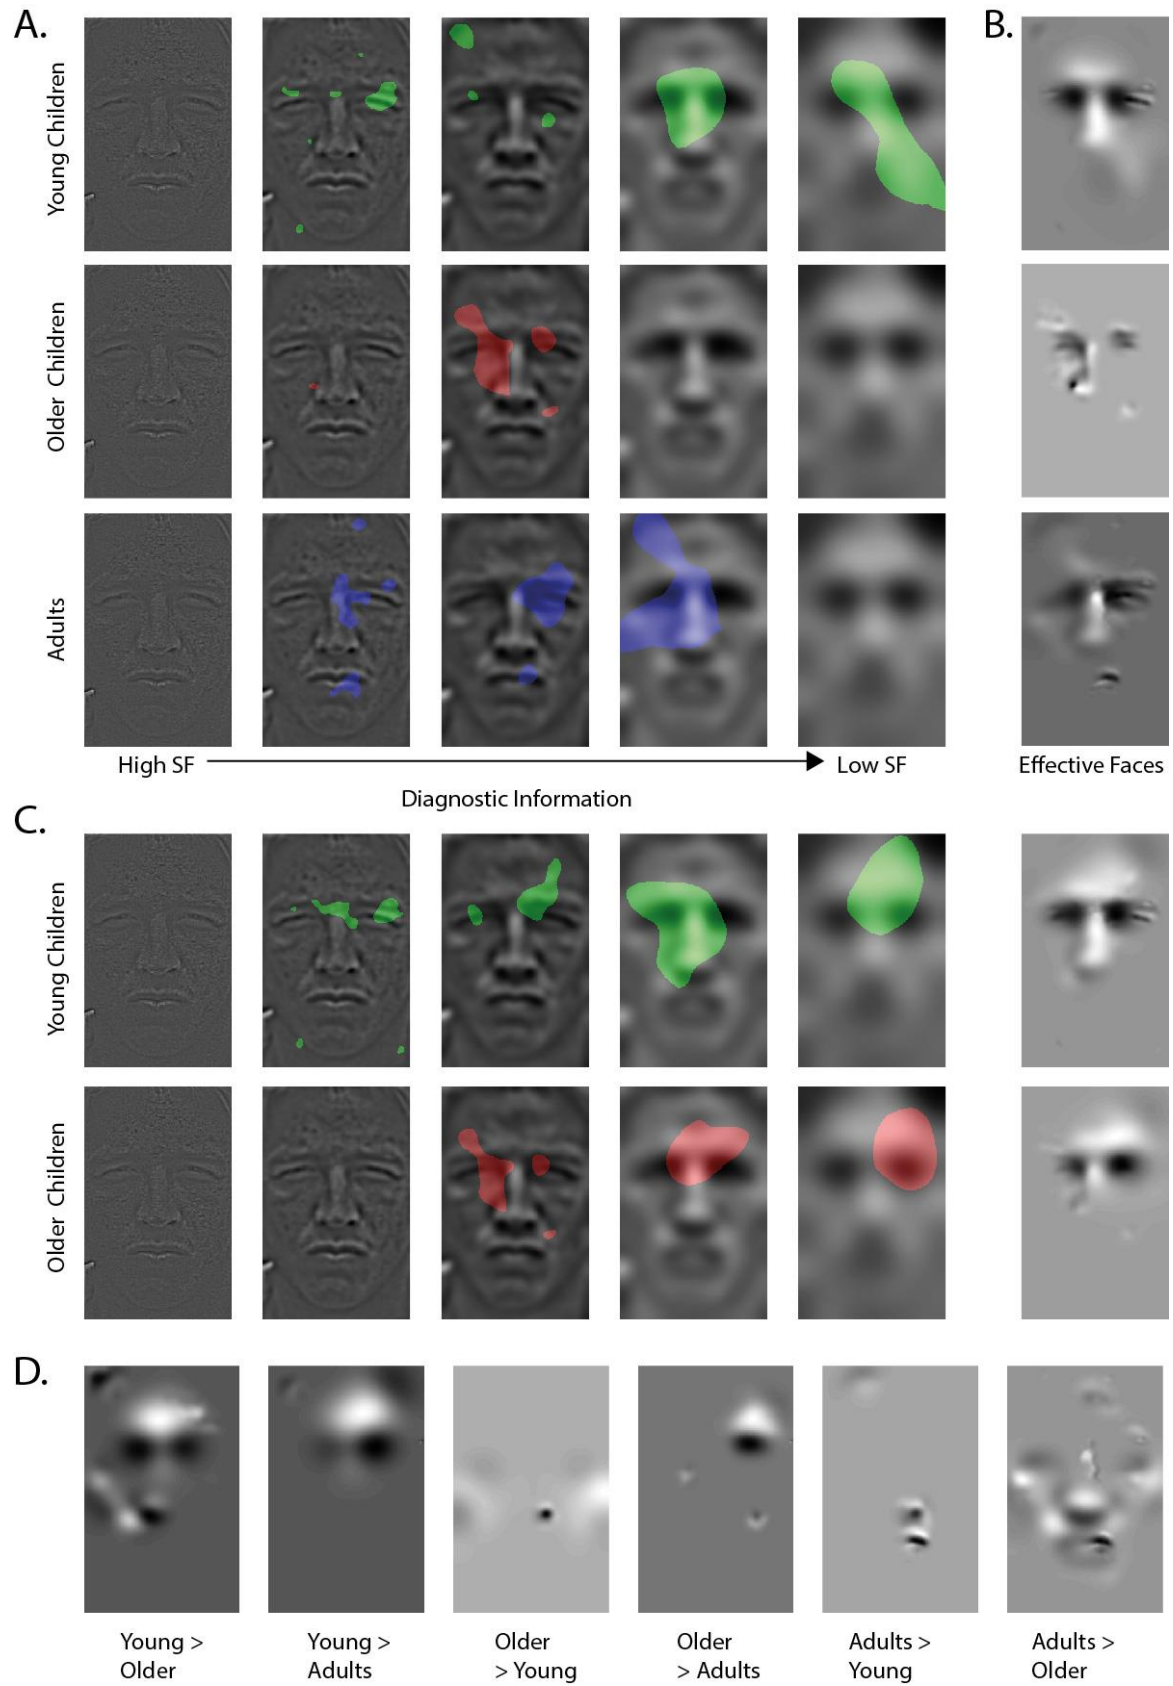 A.
B.
Young Children
Older Children
Adults
High SF
Low SF
Effective Faces
Diagnostic Information
C.
Young Children
Older Children
D.
Young >
Older
Young >
Adults
Older
> Young
Older
> Adults
Adults >
Young
Adults >
Older